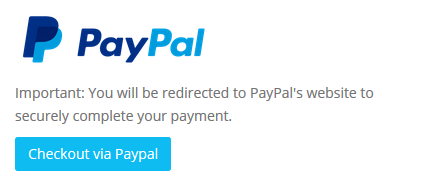 PayPal
Important: You will be redirected to PayPal's website to
securely complete your payment.
Checkout via Paypal